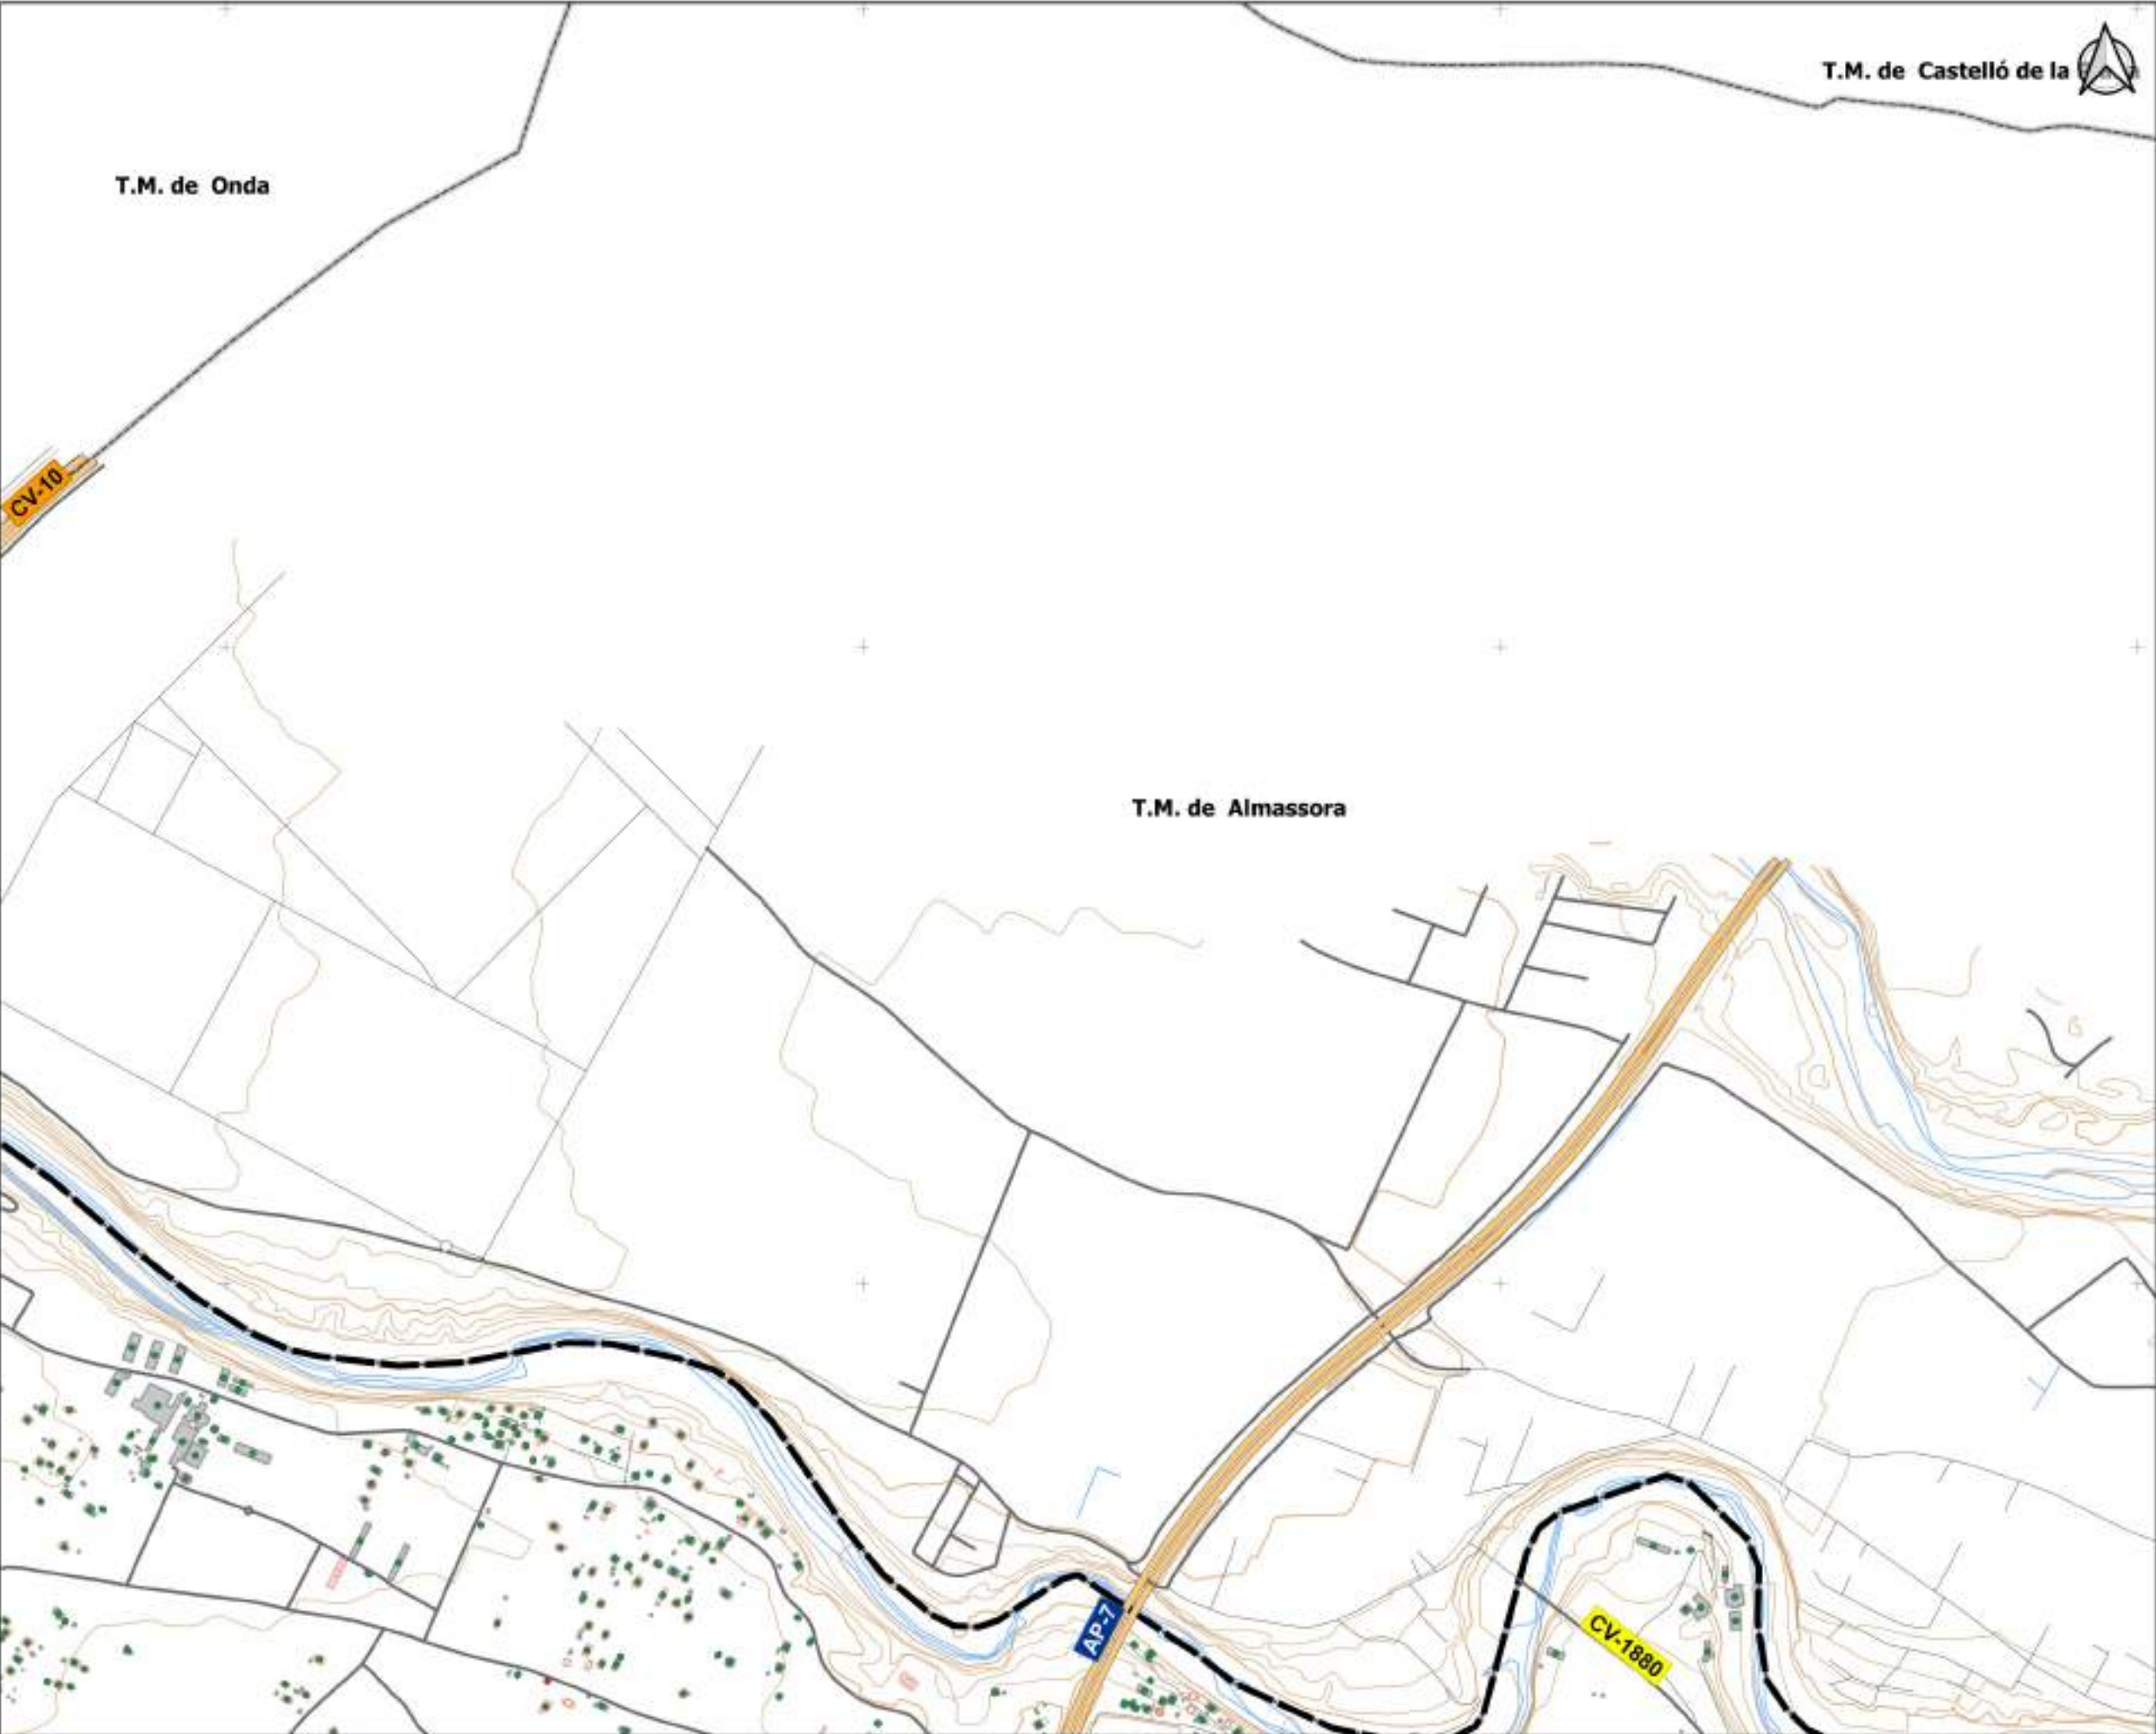 T.M. de Castelló de la
T.M. de Onda
CV-10
T.M. de Almassora
AP-7
CV-1880